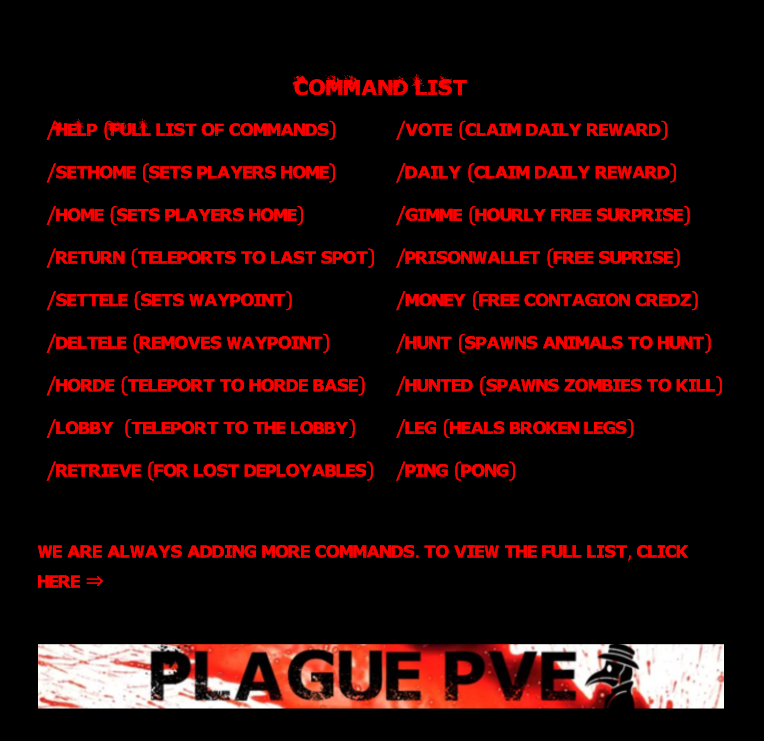 COMMAND LIST
/HELP (FULL LIST OF COMMANDS)
/SETHOME (SETS PLAYERS HOME)
/HOME (SETS PLAYERS HOME)
/RETURN (TELEPORTS TO LAST SPOT)
/SETTELE (SETS WAYPOINT)
/DELTELE (REMOVES WAYPOINT)
/HORDE (TELEPORT TO HORDE BASE)
/LOBBY (TELEPORT TO THE LOBBY)
/RETRIEVE (FOR LOST DEPLOYABLES)
/VOTE (CLAIM DAILY REWARD)
/DAILY (CLAIM DAILY REWARD)
/GIMME (HOURLY FREE SURPRISE)
/PRISONWALLET (FREE SUPRISE)
/MONEY (FREE CONTAGION CREDZ)
/HUNT (SPAWNS ANIMALS TO HUNT)
/HUNTED (SPAWNS ZOMBIES TO KILL)
/LEG (HEALS BROKEN LEGS)
/PING (PONG)
WE ARE ALWAYS ADDING MORE COMMANDS. TO VIEW THE FULL LIST, CLICK
HERE ⇒
PLAGUE PVE